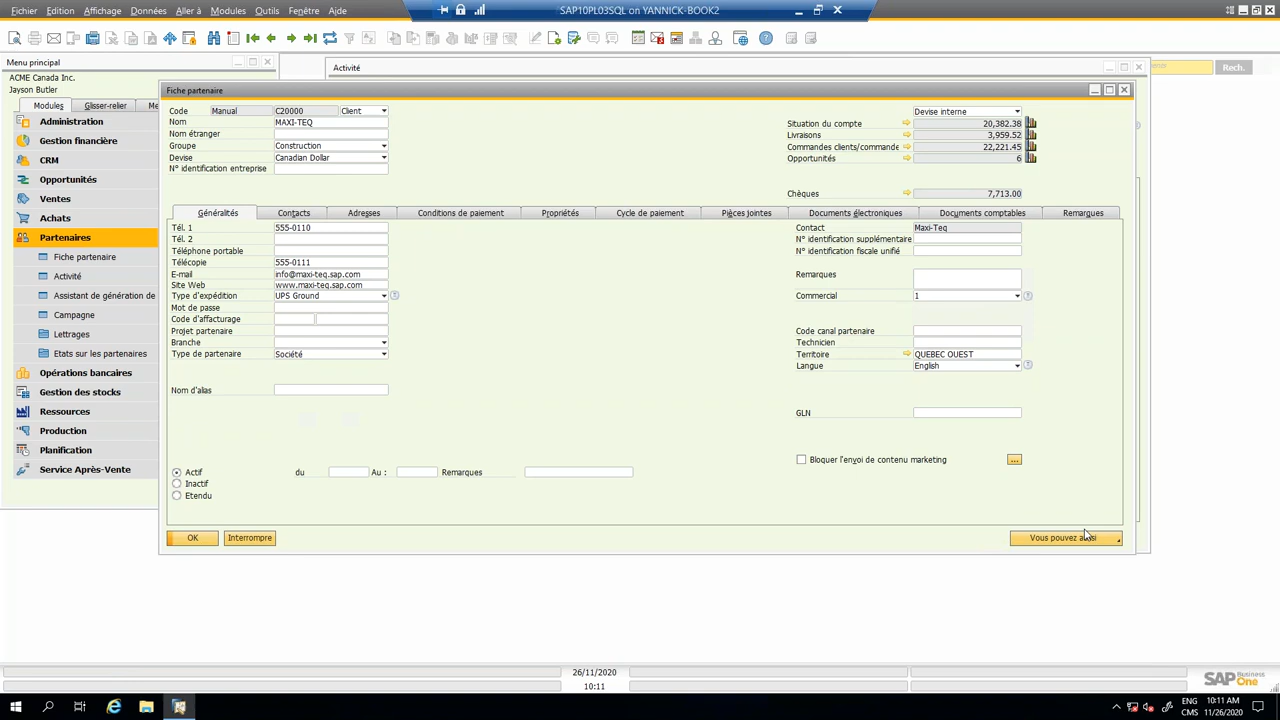 SAP10PL03SQL on YANNICK-BOOK2
Fichier Edition Affichage Données Aller à Modules Outils Fenêtre Aide
Menu principal
ACME Canada Inc.
Jayson Butler
Modules Glisser-relier Me
Administration
Gestion financière
CRM
Opportunités
Ventes
Achats
Partenaires
Fiche partenaire
Activité
Assistant de génération de
Campagne
Lettrages
Etats sur les partenaires
Opérations bancaires
Gestion des stocks
Ressources
Production
Planification
Service Après-Vente
Activité
Rech.
Fiche partenaire
Code Manual C20000 Client
Nom MAXI-TEQ
Nom étranger
Groupe Construction
Devise Canadian Dollar
N° identification entreprise
Devise interne
Situation du compte 20,382.38
Livraisons 3,959.52
Commandes clients/commande 22,221.45
Opportunités 6
Chèques 7,713.00
Généralités Contacts Adresses Conditions de paiement Propriétés Cycle de paiement Pièces jointes Documents électroniques Documents comptables Remarques
Tél. 1 555-0110
Tél. 2
Téléphone portable
Télécopie 555-0111
E-mail info@maxi-teq.sap.com
Site Web www.maxi-teq.sap.com
Type d'expédition UPS Ground
Mot de passe
Code d'affacturage
Projet partenaire
Branche
Type de partenaire Société
Nom d'alias
Contact Maxi-Teq
N° identification supplémentaire
N° identification fiscale unifié
Remarques
Commercial 1
Code canal partenaire
Technicien
Territoire QUEBEC OUEST
Langue English
GLN
Bloquer l'envoi de contenu marketing ...
Actif du Au : Remarques
Inactif
Etendu
OK Interrompre Vous pouvez aussi
26/11/2020
10:11
SAP Business One
ENG 10:11 AM
CMS 11/26/2020